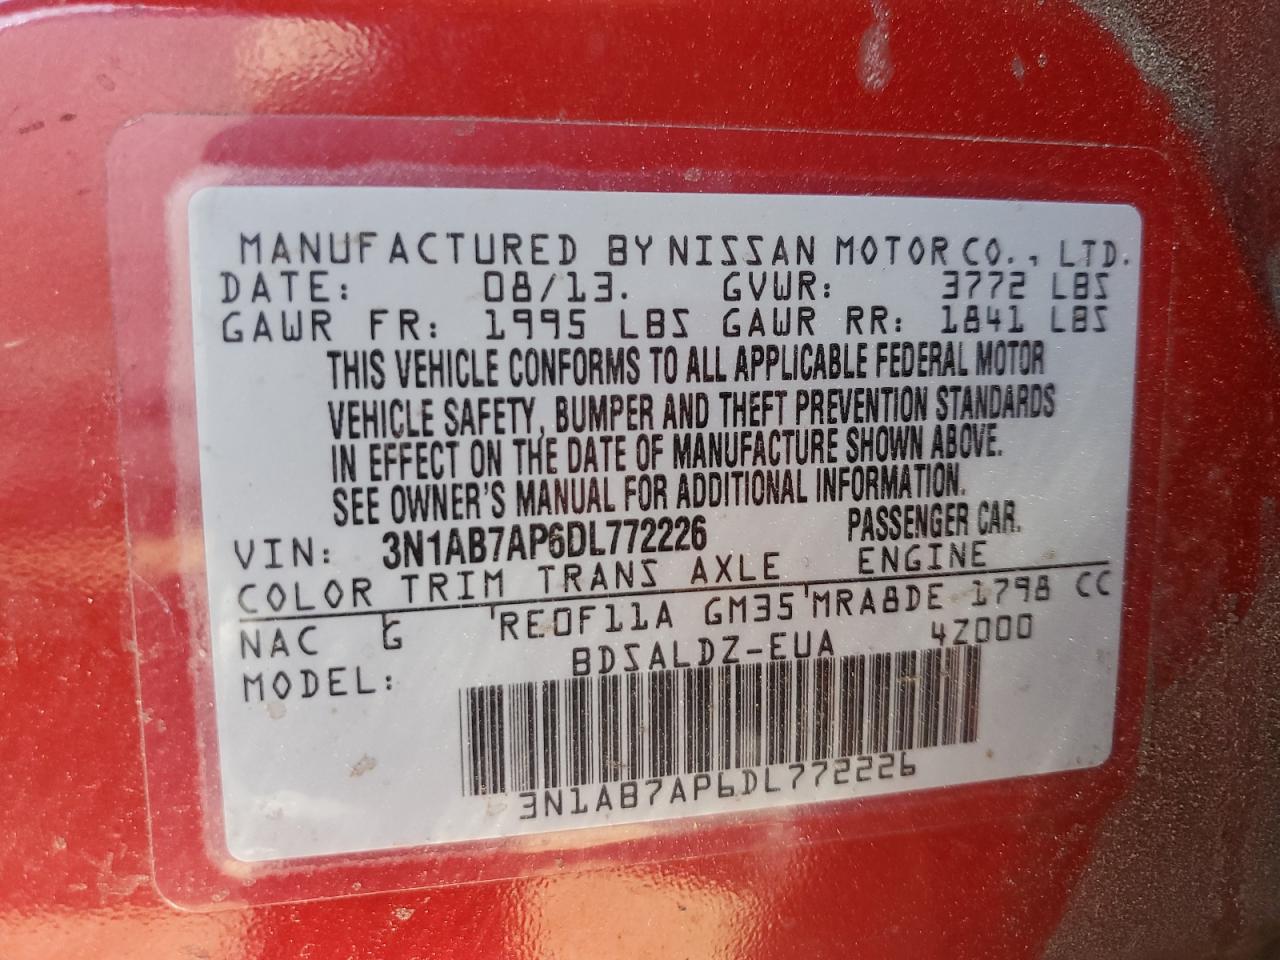 MANUFACTURED BY NISSAN MOTOR CO., LTD.
DATE: 08/13. GVWR: 3772 LBS
GAWR FR: 1995 LBS GAWR RR: 1841 LBS
THIS VEHICLE CONFORMS TO ALL APPLICABLE FEDERAL MOTOR
VEHICLE SAFETY, BUMPER AND THEFT PREVENTION STANDARDS
IN EFFECT ON THE DATE OF MANUFACTURE SHOWN ABOVE.
SEE OWNER'S MANUAL FOR ADDITIONAL INFORMATION.
VIN: 3N1AB7AP6DL772226 PASSENGER CAR.
COLOR TRIM TRANS AXLE ENGINE
NAC G RE0F11A GM35 MRA8DE 1798 CC
MODEL: BDSALDZ-EUA 4Z000
3N1AB7AP6DL772226